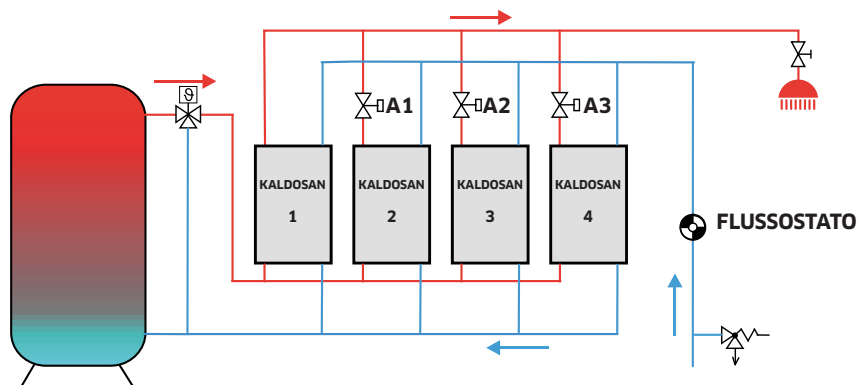 ϑ
A1
A2
A3
KALDOSAN
1
KALDOSAN
2
KALDOSAN
3
KALDOSAN
4
FLUSSOSTATO